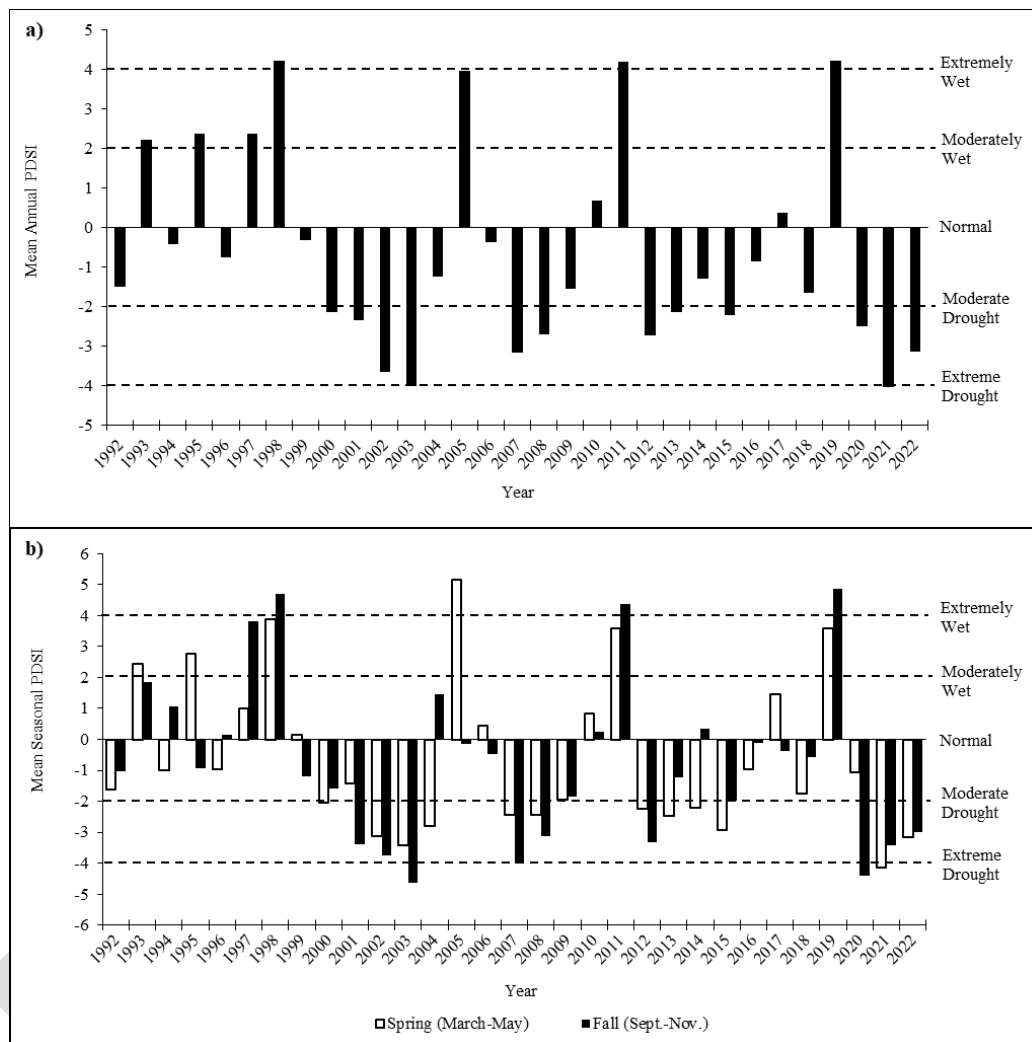 a)
5
4
3
2
1
0
-1
-2
-3
-4
-5
Mean Annual PDSI
Extremely
Wet
Moderately
Wet
Normal
Moderate
Drought
Extreme
Drought
1992 1993 1994 1995 1996 1997 1998 1999 2000 2001 2002 2003 2004 2005 2006 2007 2008 2009 2010 2011 2012 2013 2014 2015 2016 2017 2018 2019 2020 2021 2022
Year
b)
6
5
4
3
2
1
0
-1
-2
-3
-4
-5
-6
Mean Seasonal PDSI
Extremely
Wet
Moderately
Wet
Normal
Moderate
Drought
Extreme
Drought
1992 1993 1994 1995 1996 1997 1998 1999 2000 2001 2002 2003 2004 2005 2006 2007 2008 2009 2010 2011 2012 2013 2014 2015 2016 2017 2018 2019 2020 2021 2022
Year
Spring (March-May) Fall (Sept.-Nov.)